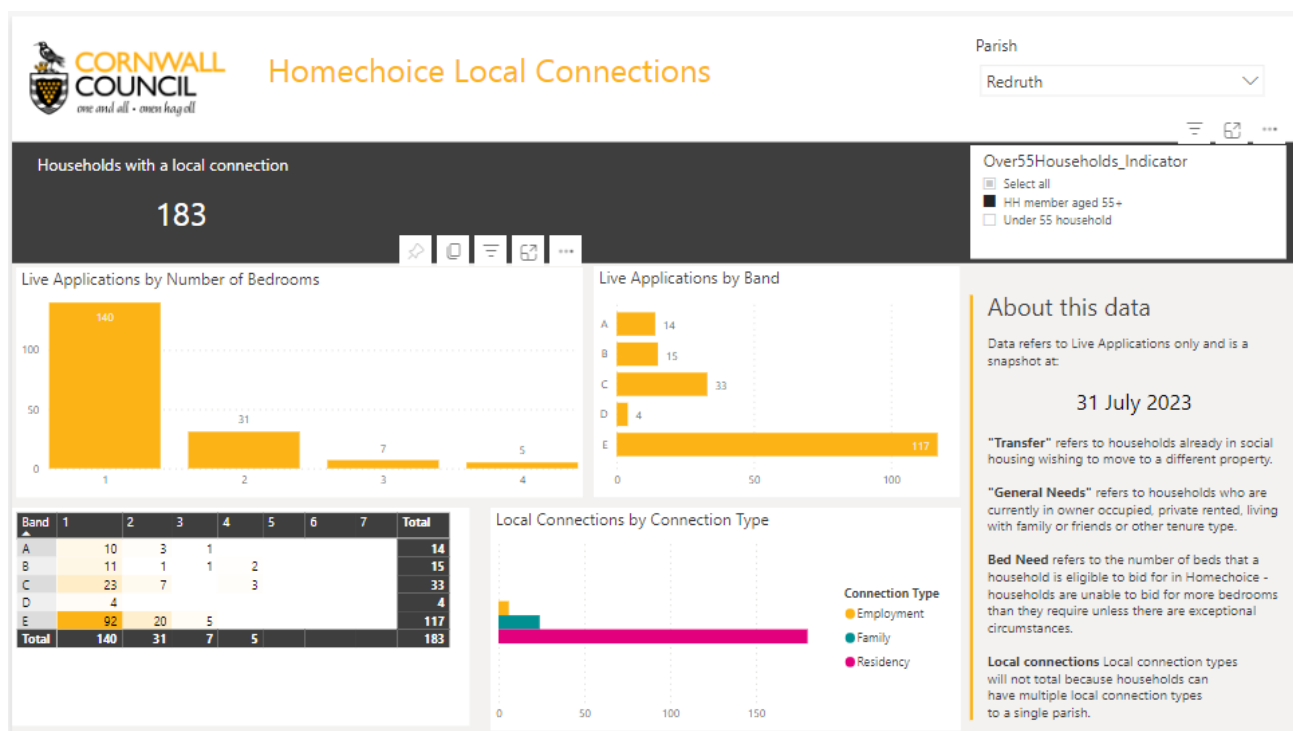 CORNWALL
COUNCIL
one and all • onen hag oll
Homechoice Local Connections
Parish
Redruth
Households with a local connection
183
Over55Households_Indicator
Select all
HH member aged 55+
Under 55 household
Live Applications by Number of Bedrooms
140
31
7
5
100
50
0
1 2 3 4
Live Applications by Band
A 14
B 15
C 33
D 4
E 117
0 50 100
Band 1 2 3 4 5 6 7 Total
A 10 3 1 14
B 11 1 1 2 15
C 23 7 3 33
D 4 4
E 92 20 5 117
Total 140 31 7 5 183
Local Connections by Connection Type
Connection Type
Employment
Family
Residency
0 50 100 150
About this data
Data refers to Live Applications only and is a
snapshot at:
31 July 2023
"Transfer" refers to households already in social
housing wishing to move to a different property.
"General Needs" refers to households who are
currently in owner occupied, private rented, living
with family or friends or other tenure type.
Bed Need refers to the number of beds that a
household is eligible to bid for in Homechoice -
households are unable to bid for more bedrooms
than they require unless there are exceptional
circumstances.
Local connections Local connection types
will not total because households can
have multiple local connection types
to a single parish.